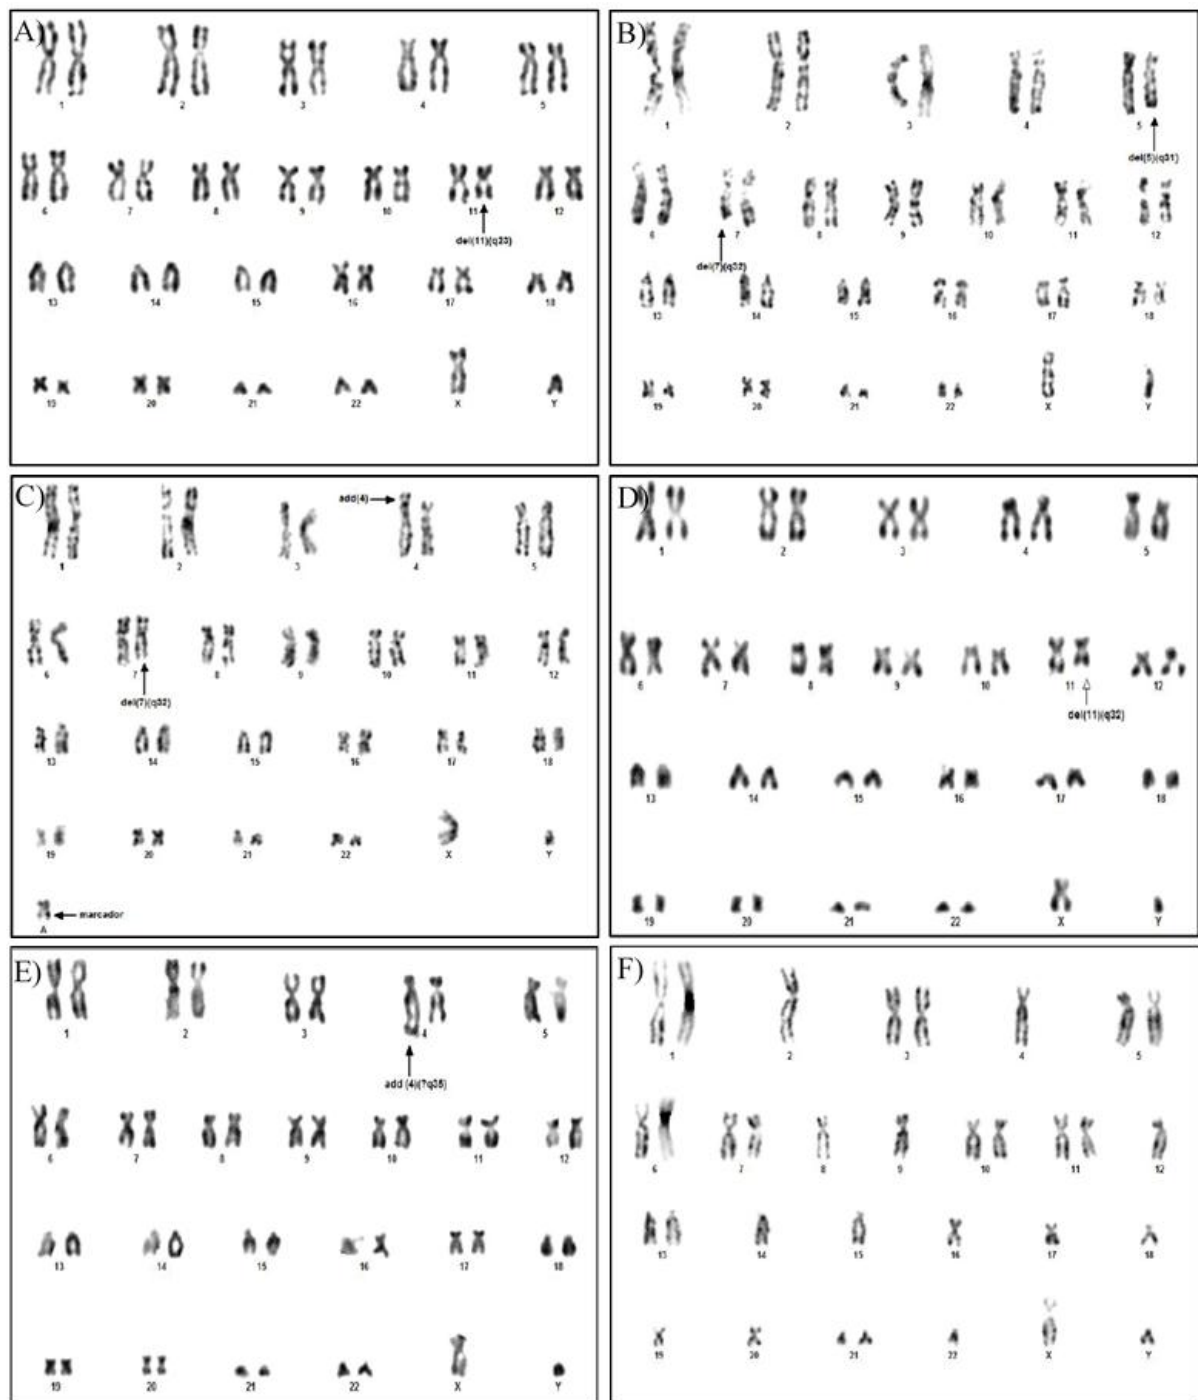 A)
1 2 3 4 5
6 7 8 9 10 11 12
del(11)(q23)
13 14 15 16 17 18
19 20 21 22 X Y
B)
1 2 3 4 5
del(5)(q31)
6 7 8 9 10 11 12
del(7)(q32)
13 14 15 16 17 18
19 20 21 22 X Y
C)
add(4)
1 2 3 4 5
6 7 8 9 10 11 12
del(7)(q32)
13 14 15 16 17 18
19 20 21 22 X Y
marcador
A
D)
1 2 3 4 5
6 7 8 9 10 11 12
del(11)(q32)
13 14 15 16 17 18
19 20 21 22 X Y
E)
1 2 3 4 5
add (4)(?q35)
6 7 8 9 10 11 12
13 14 15 16 17 18
19 20 21 22 X Y
F)
1 2 3 4 5
6 7 8 9 10 11 12
13 14 15 16 17 18
19 20 21 22 X Y